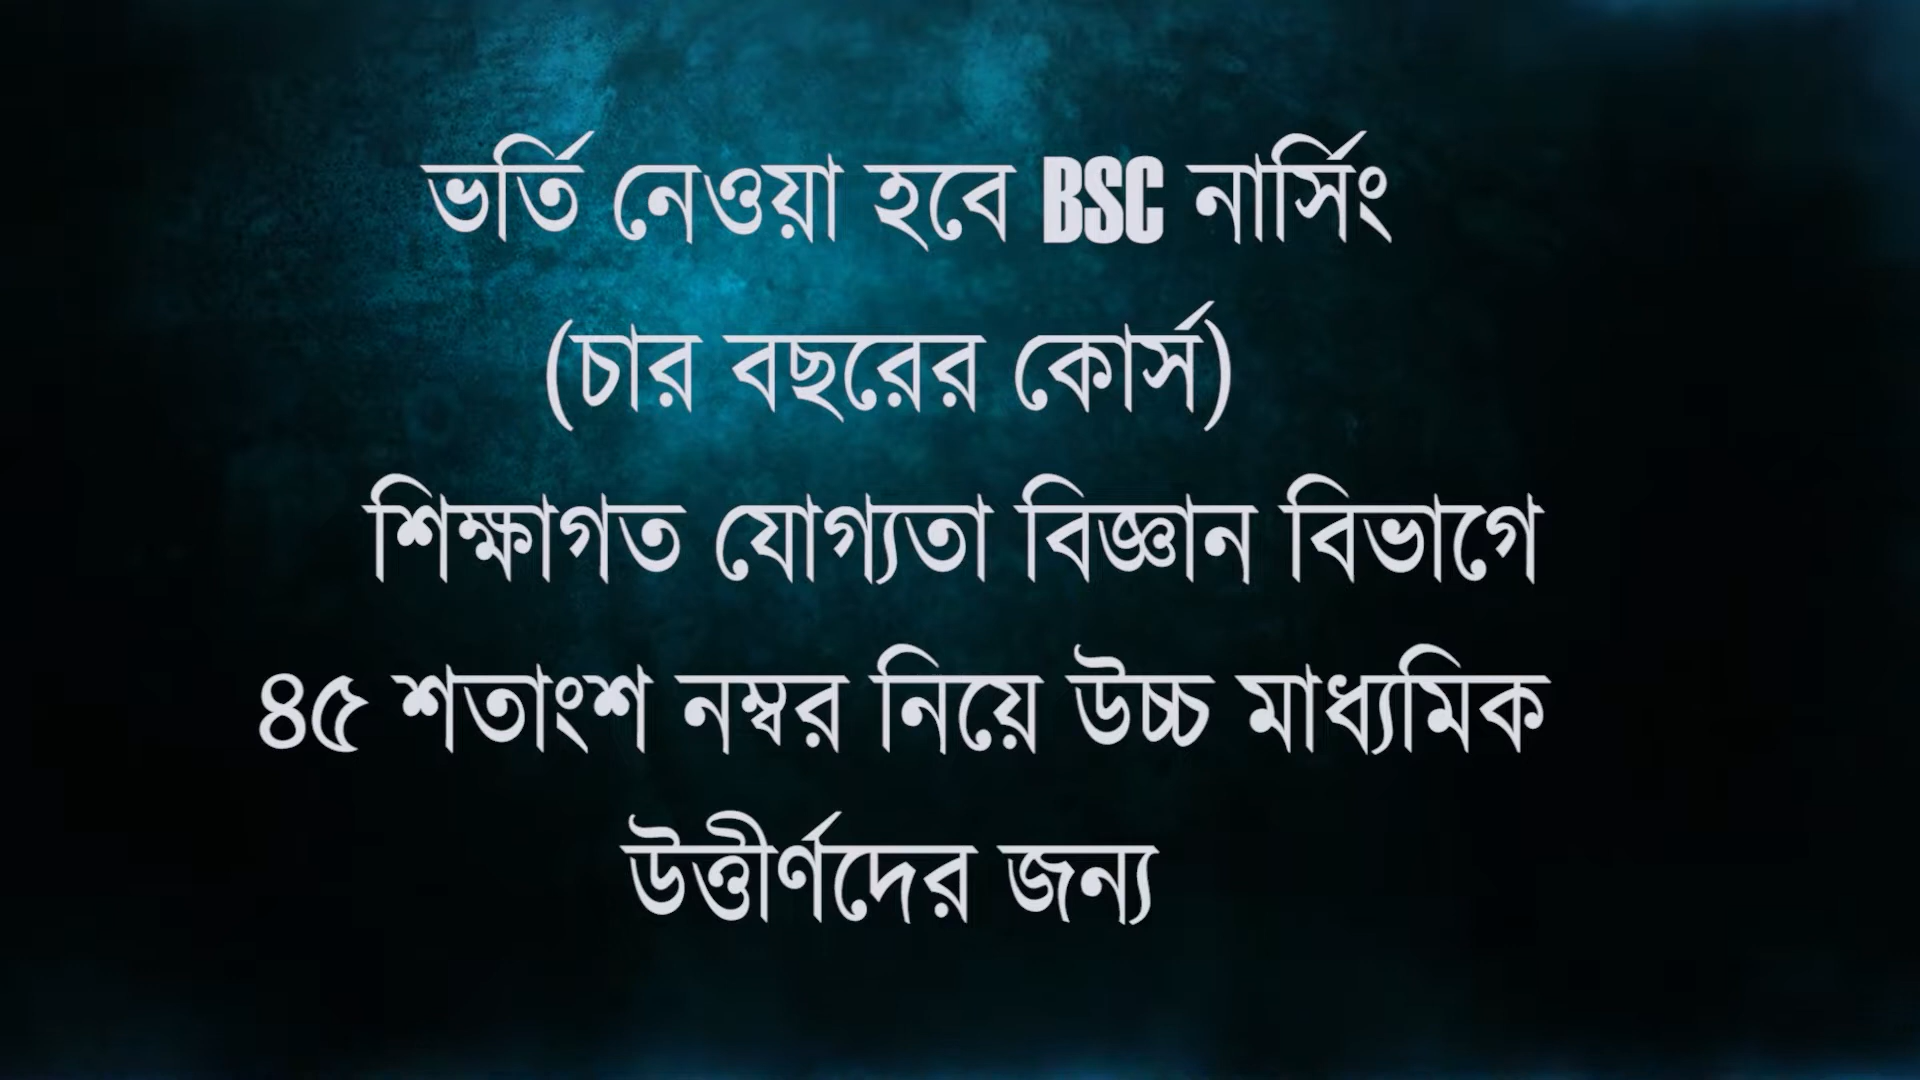 ভর্তি নেওয়া হবে BSC নার্সিং
(চার বছরের কোর্স)
শিক্ষাগত যোগ্যতা বিজ্ঞান বিভাগে
৪৫ শতাংশ নম্বর নিয়ে উচ্চ মাধ্যমিক
উত্তীর্ণদের জন্য